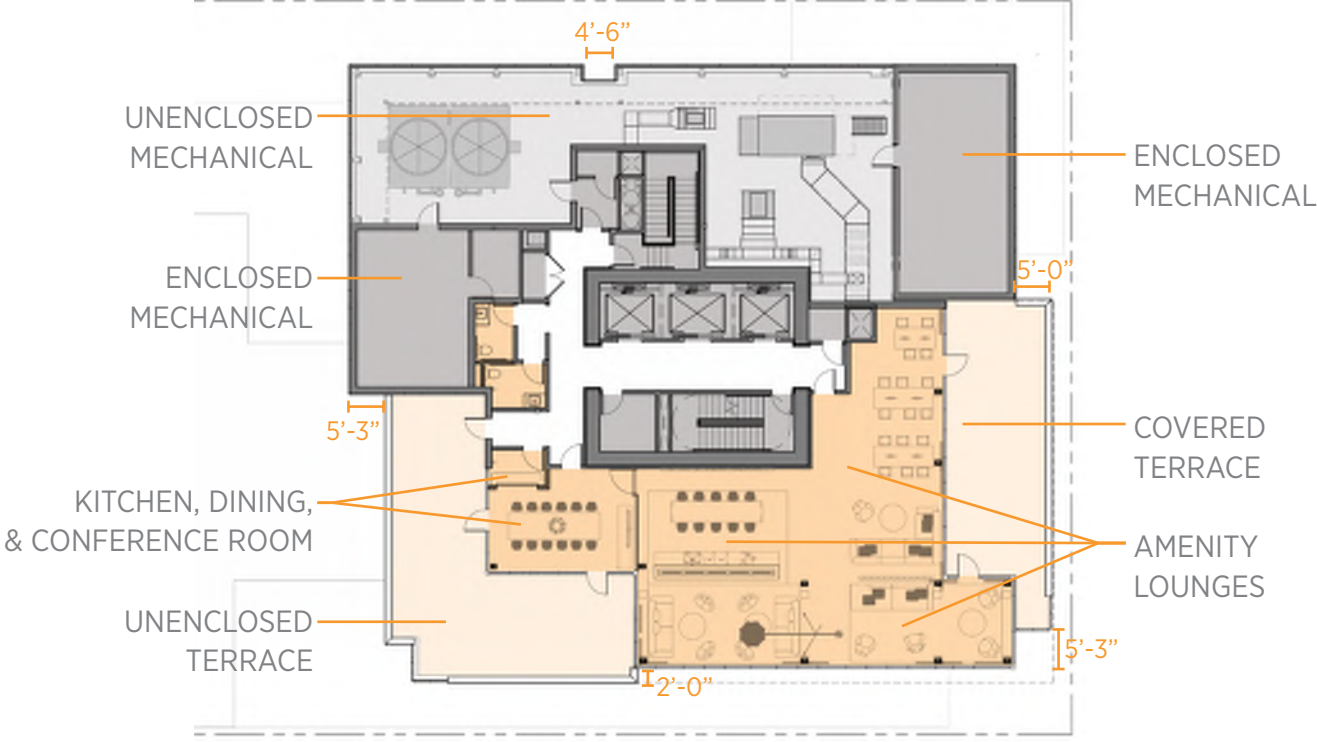 4’-6”
UNENCLOSED
MECHANICAL
ENCLOSED
MECHANICAL
ENCLOSED
MECHANICAL
5’-0”
5’-3”
COVERED
TERRACE
KITCHEN, DINING,
& CONFERENCE ROOM
AMENITY
LOUNGES
UNENCLOSED
TERRACE
5’-3”
2’-0”